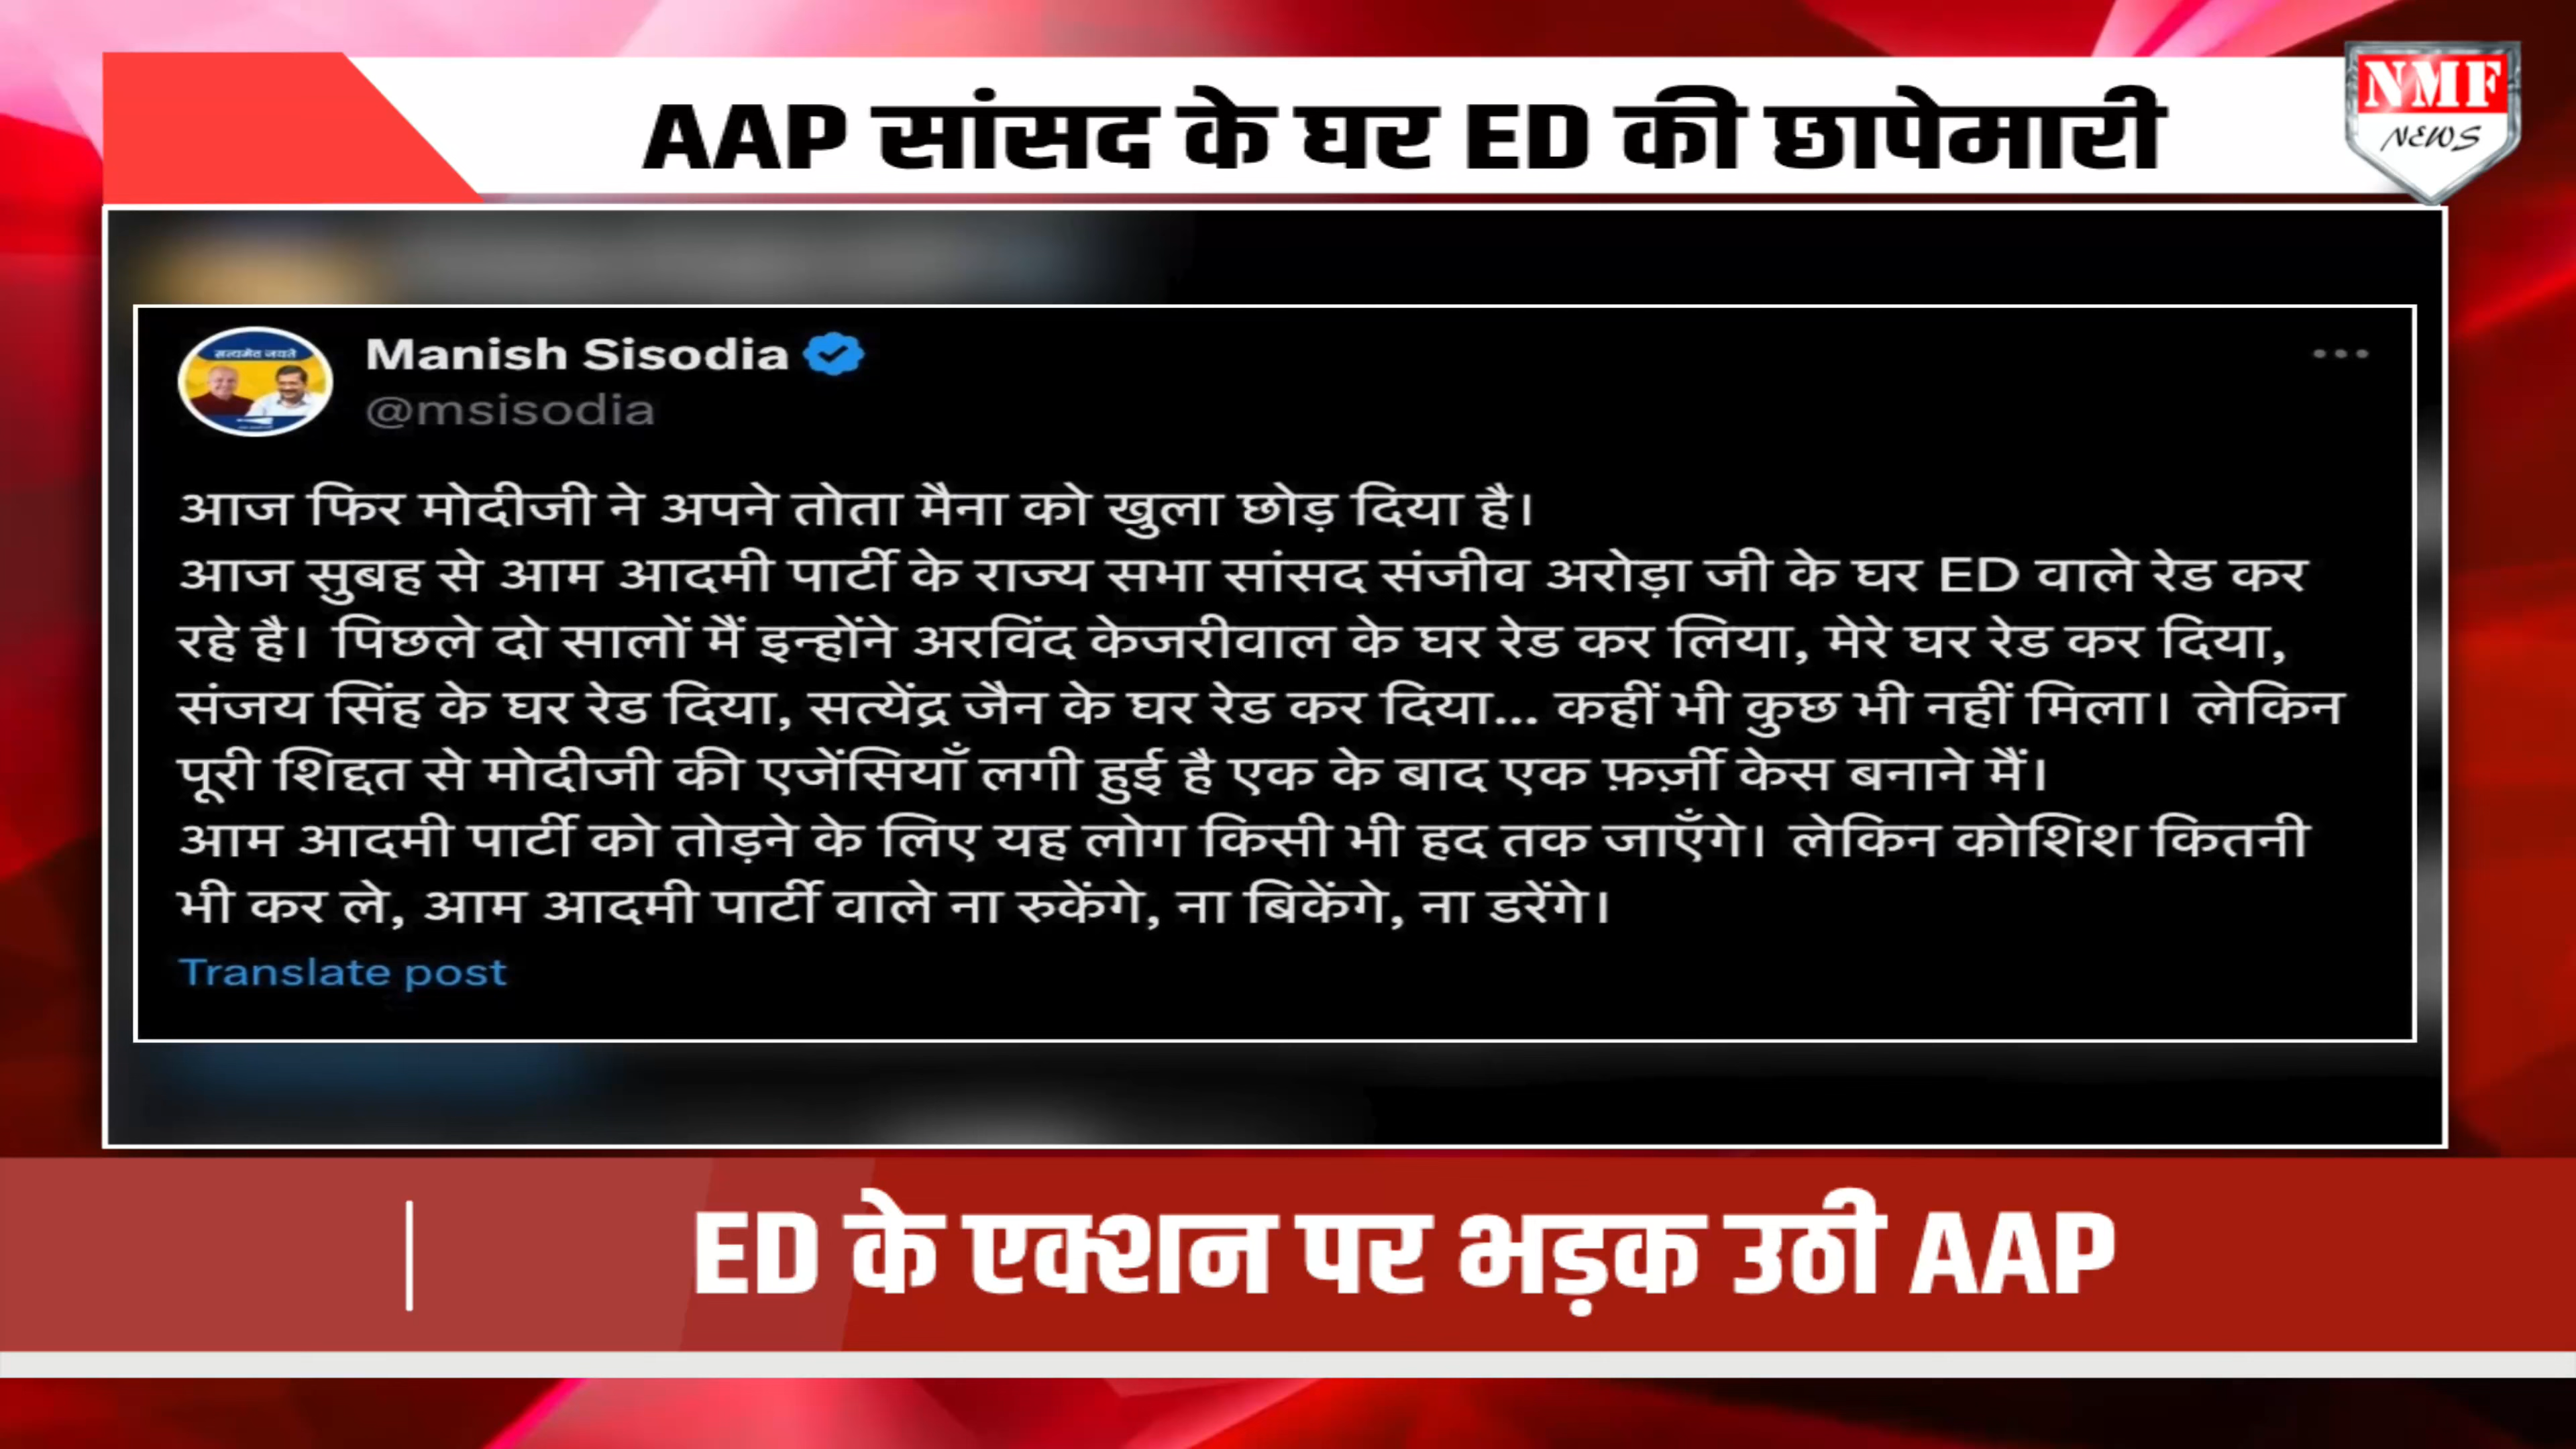 AAP सांसद के घर ED की छापेमारी
NMF
NEWS
सत्यमेव जयते
Manish Sisodia
@msisodia
आज फिर मोदीजी ने अपने तोता मैना को खुला छोड़ दिया है।
आज सुबह से आम आदमी पार्टी के राज्य सभा सांसद संजीव अरोड़ा जी के घर ED वाले रेड कर
रहे है। पिछले दो सालों मैं इन्होंने अरविंद केजरीवाल के घर रेड कर लिया, मेरे घर रेड कर दिया,
संजय सिंह के घर रेड दिया, सत्येंद्र जैन के घर रेड कर दिया... कहीं भी कुछ भी नहीं मिला। लेकिन
पूरी शिद्दत से मोदीजी की एजेंसियाँ लगी हुई है एक के बाद एक फ़र्ज़ी केस बनाने मैं।
आम आदमी पार्टी को तोड़ने के लिए यह लोग किसी भी हद तक जाएँगे। लेकिन कोशिश कितनी
भी कर ले, आम आदमी पार्टी वाले ना रुकेंगे, ना बिकेंगे, ना डरेंगे।
Translate post
ED के एक्शन पर भड़क उठी AAP